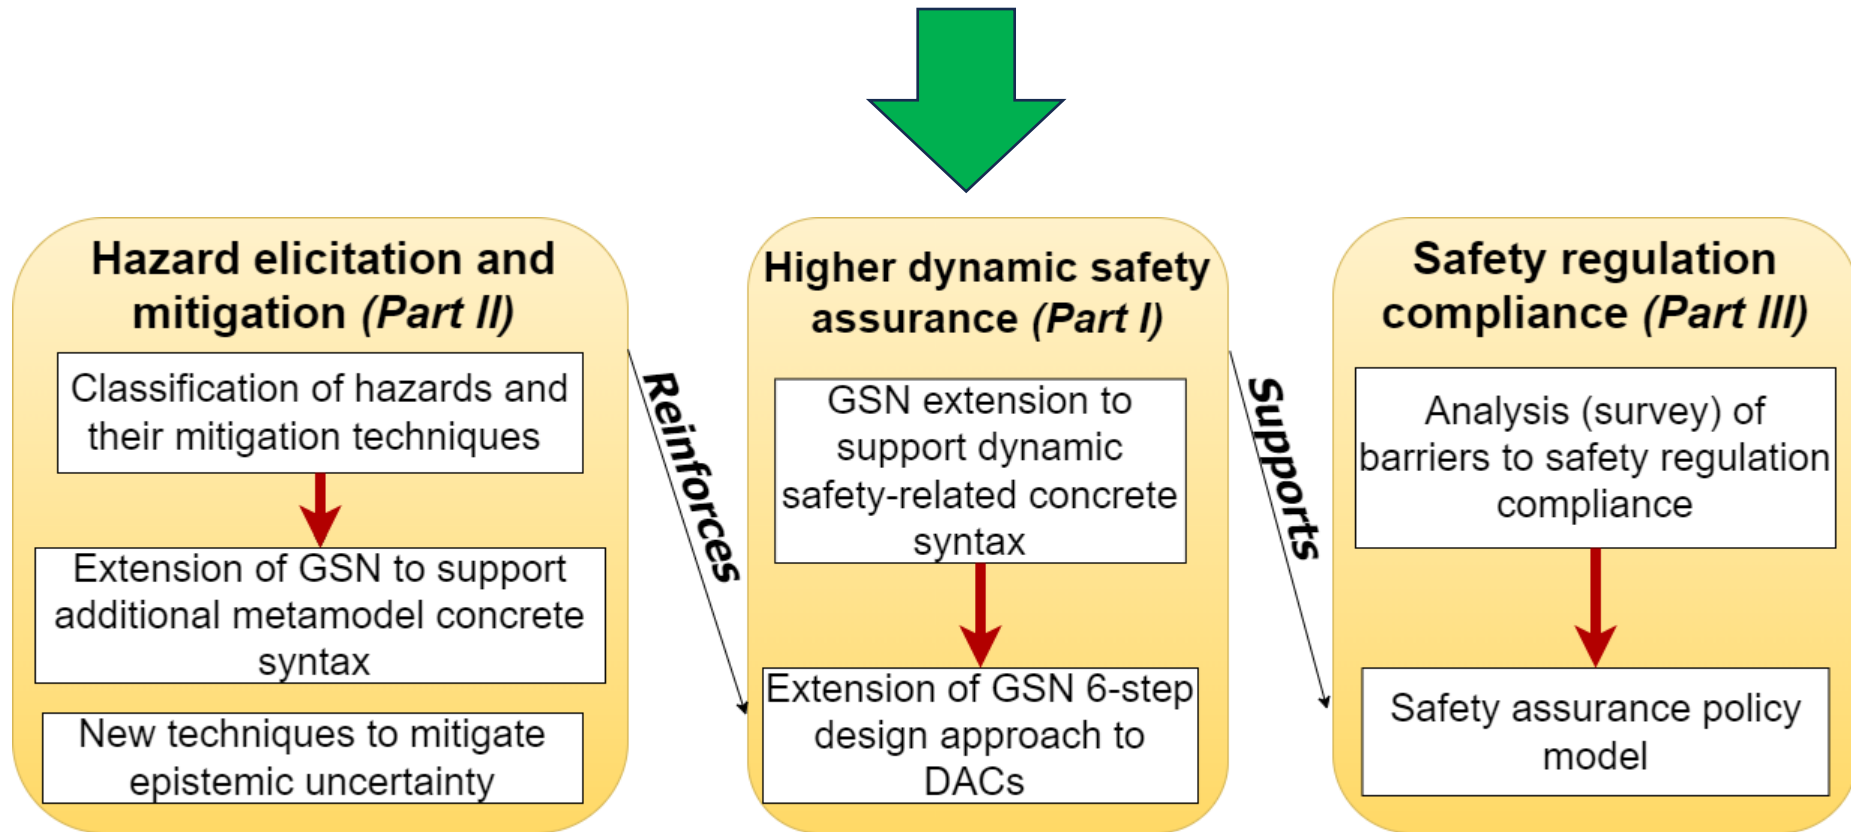 Hazard elicitation and
mitigation (Part II)
Classification of hazards and
their mitigation techniques
Extension of GSN to support
additional metamodel concrete
syntax
New techniques to mitigate
epistemic uncertainty
Reinforces
Higher dynamic safety
assurance (Part I)
GSN extension to
support dynamic
safety-related concrete
syntax
Extension of GSN 6-step
design approach to
DACs
Supports
Safety regulation
compliance (Part III)
Analysis (survey) of
barriers to safety regulation
compliance
Safety assurance policy
model